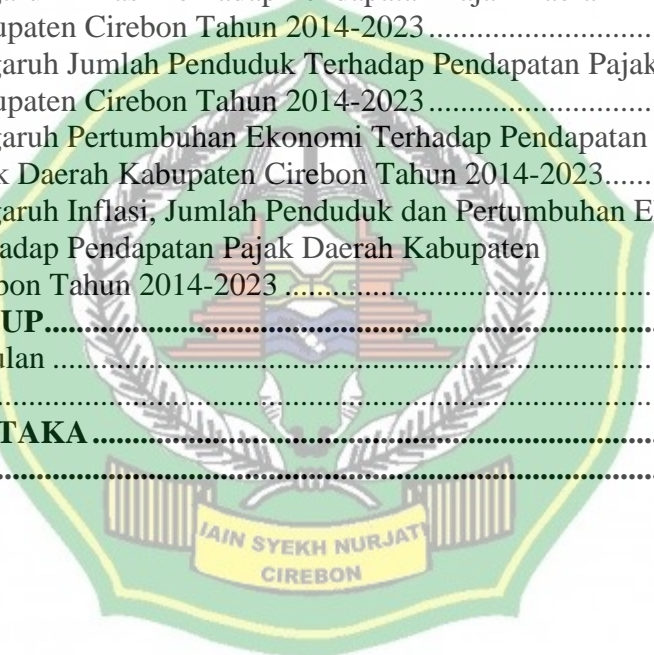 upaten Cirebon Tahun 2014-2023..............................
garuh Jumlah Penduduk Terhadap Pendapatan Pajak
upaten Cirebon Tahun 2014-2023..............................
garuh Pertumbuhan Ekonomi Terhadap Pendapatan
k Daerah Kabupaten Cirebon Tahun 2014-2023......
garuh Inflasi, Jumlah Penduduk dan Pertumbuhan E
adap Pendapatan Pajak Daerah Kabupaten
bon Tahun 2014-2023 ................................................
UP................................................................................
ulan ..............................................................................
.....................................................................................
TAKA..........................................................................
.....................................................................................
IAIN SYEKH NURJATI
CIREBON